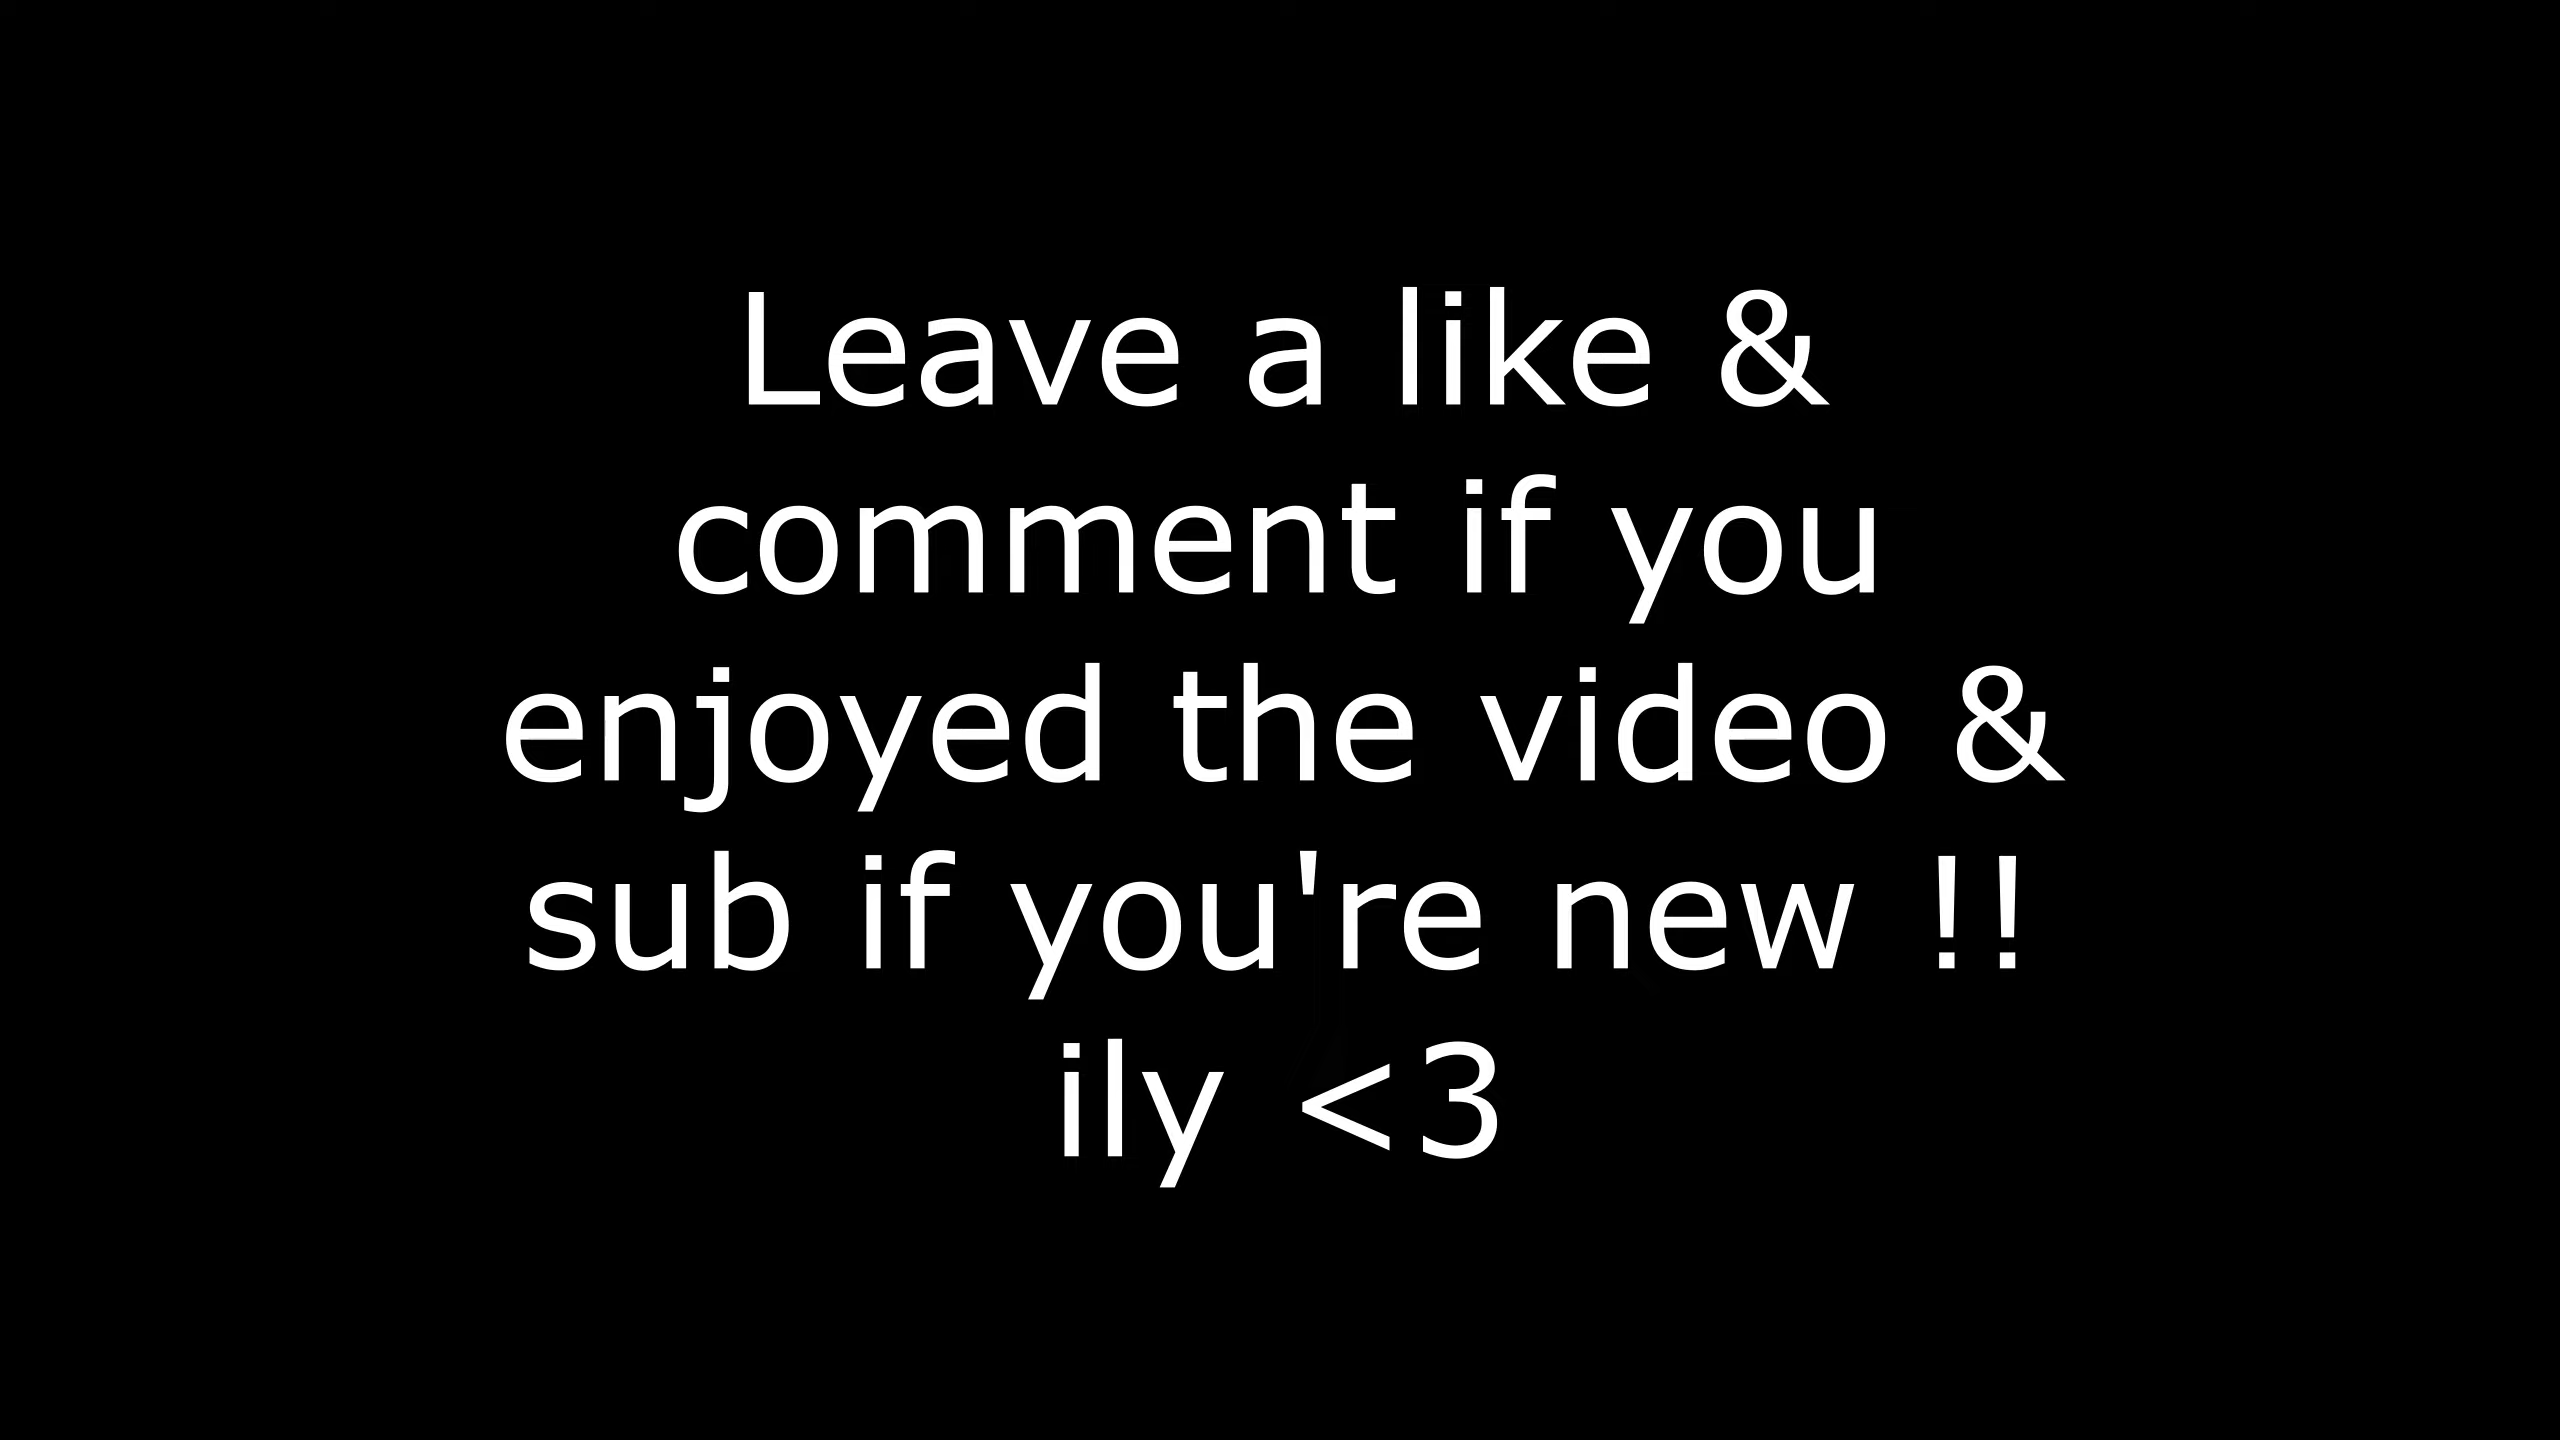 Leave a like &
comment if you
enjoyed the video &
sub if you're new !!
ily <3